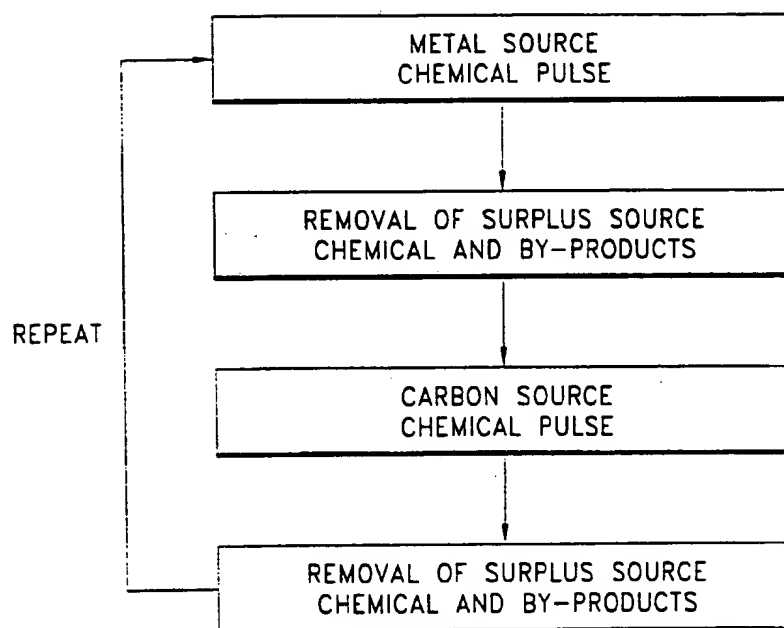 METAL SOURCE
CHEMICAL PULSE
REMOVAL OF SURPLUS SOURCE
CHEMICAL AND BY-PRODUCTS
REPEAT
CARBON SOURCE
CHEMICAL PULSE
REMOVAL OF SURPLUS SOURCE
CHEMICAL AND BY-PRODUCTS